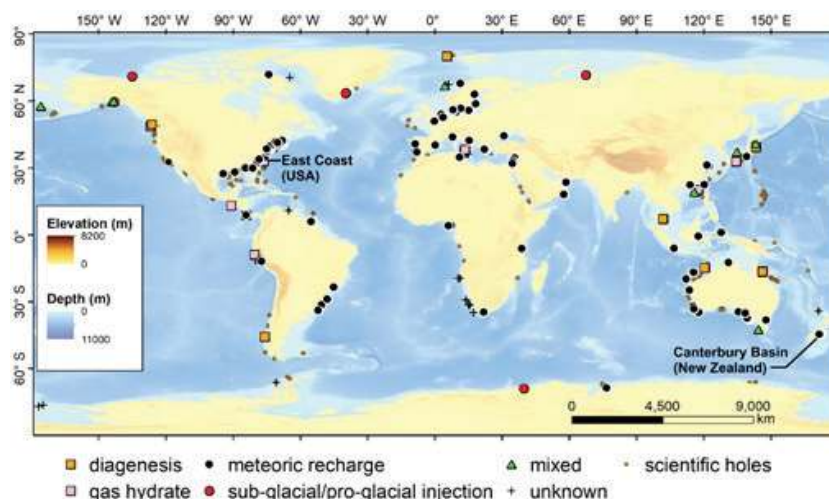 150° W 120° W 90° W 60° W 30° W 0° E 30° E 60° E 90° E 120° E 150° E
90°
60° N
30° N
0°
30° S
60° S
East Coast
(USA)
Elevation (m)
8200
0
Depth (m)
0
11000
Canterbury Basin
(New Zealand)
0 4,500 9,000
km
diagenesis meteoric recharge mixed scientific holes
gas hydrate sub-glacial/pro-glacial injection unknown